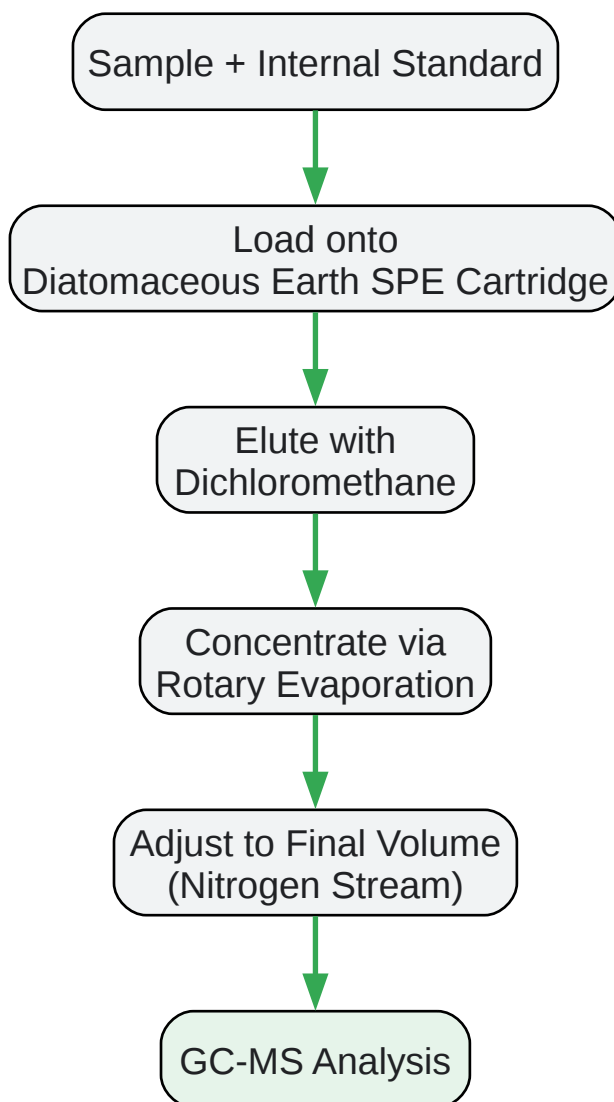 Sample + Internal Standard
Load onto
Diatomaceous Earth SPE Cartridge
Elute with
Dichloromethane
Concentrate via
Rotary Evaporation
Adjust to Final Volume
(Nitrogen Stream)
GC-MS Analysis